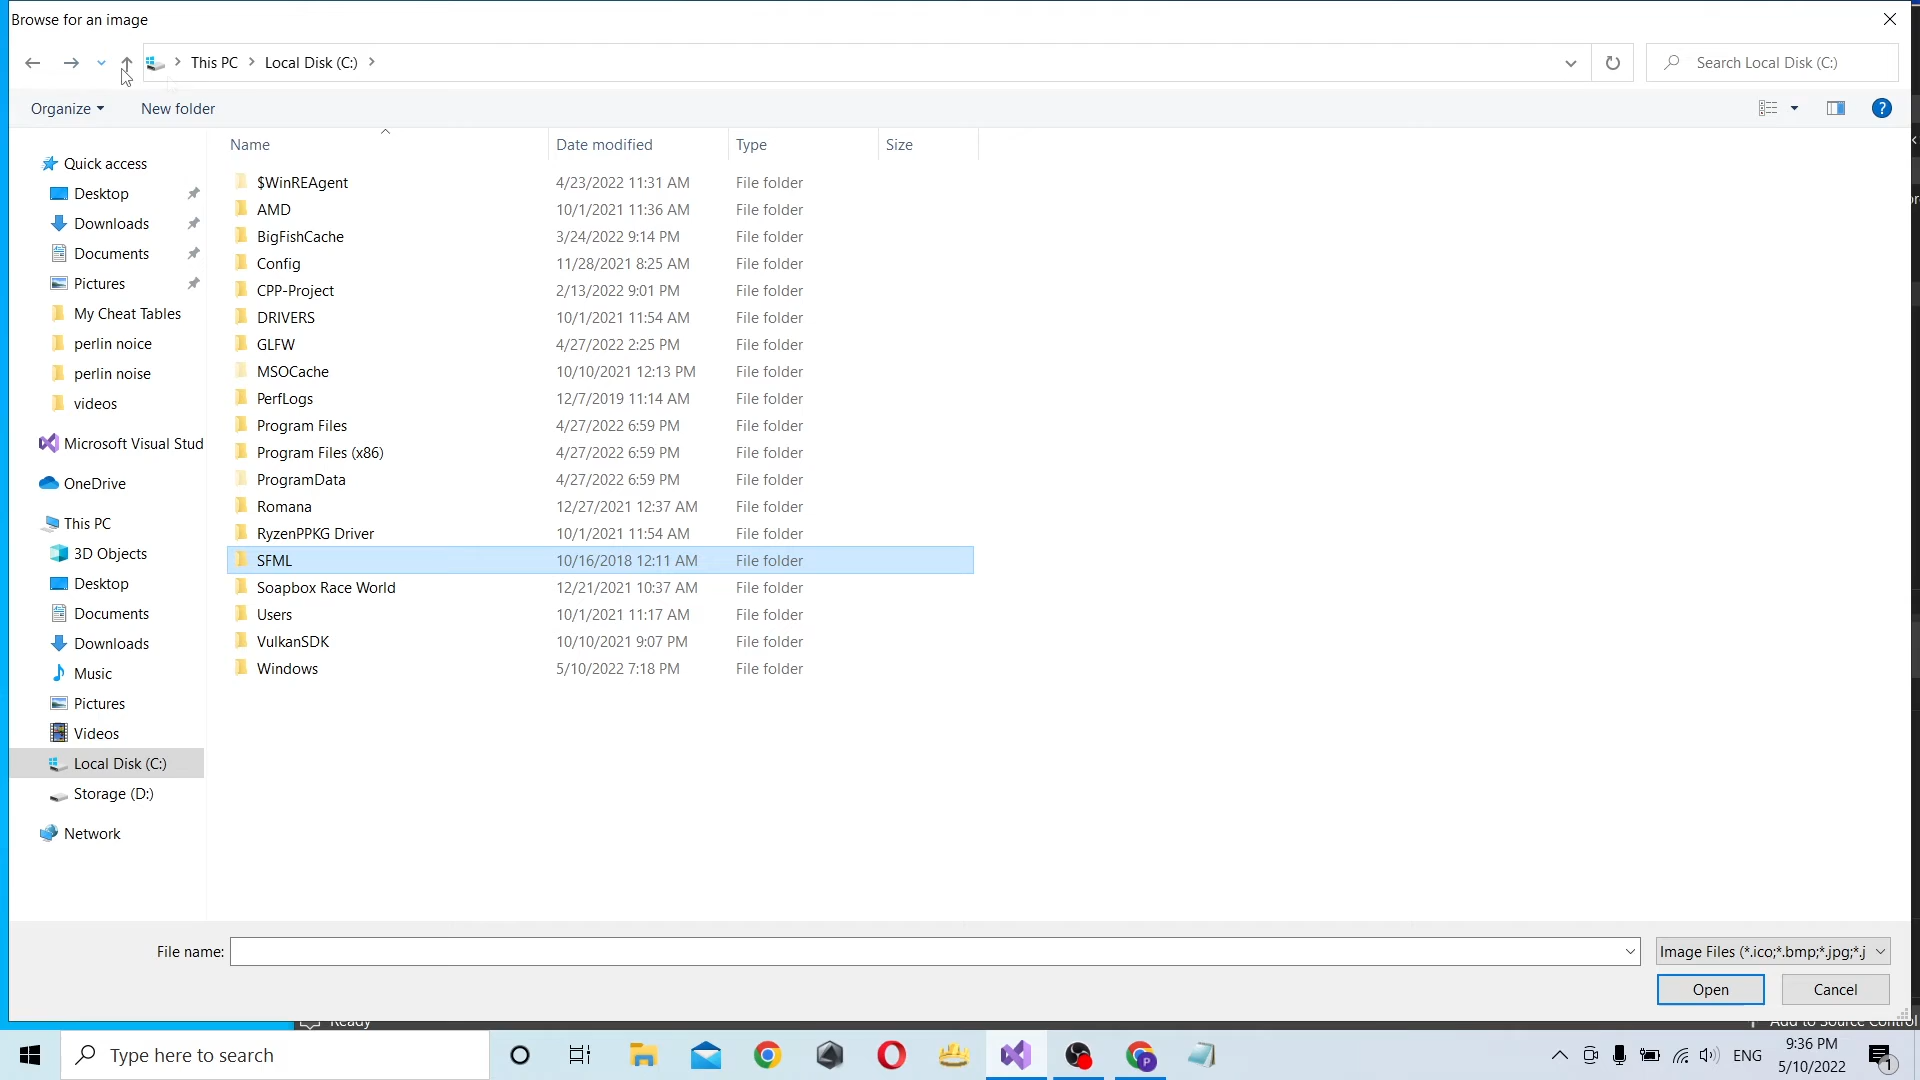 Browse for an image
This PC
Local Disk (C:)
Search Local Disk (C:)
Organize
New folder
Name
Date modified
Type
Size
Quick access
Desktop
Downloads
Documents
Pictures
My Cheat Tables
perlin noice
perlin noise
videos
Microsoft Visual Stud
OneDrive
This PC
3D Objects
Desktop
Documents
Downloads
Music
Pictures
Videos
Local Disk (C:)
Storage (D:)
Network
$WinREAgent 4/23/2022 11:31 AM File folder
AMD 10/1/2021 11:36 AM File folder
BigFishCache 3/24/2022 9:14 PM File folder
Config 11/28/2021 8:25 AM File folder
CPP-Project 2/13/2022 9:01 PM File folder
DRIVERS 10/1/2021 11:54 AM File folder
GLFW 4/27/2022 2:25 PM File folder
MSOCache 10/10/2021 12:13 PM File folder
PerfLogs 12/7/2019 11:14 AM File folder
Program Files 4/27/2022 6:59 PM File folder
Program Files (x86) 4/27/2022 6:59 PM File folder
ProgramData 4/27/2022 6:59 PM File folder
Romana 12/27/2021 12:37 AM File folder
RyzenPPKG Driver 10/1/2021 11:54 AM File folder
SFML 10/16/2018 12:11 AM File folder
Soapbox Race World 12/21/2021 10:37 AM File folder
Users 10/1/2021 11:17 AM File folder
VulkanSDK 10/10/2021 9:07 PM File folder
Windows 5/10/2022 7:18 PM File folder
File name:
Image Files (*.ico;*.bmp;*.jpg;*.j
Open
Cancel
Ready
Add to Source Control
Type here to search
ENG
9:36 PM
5/10/2022
1